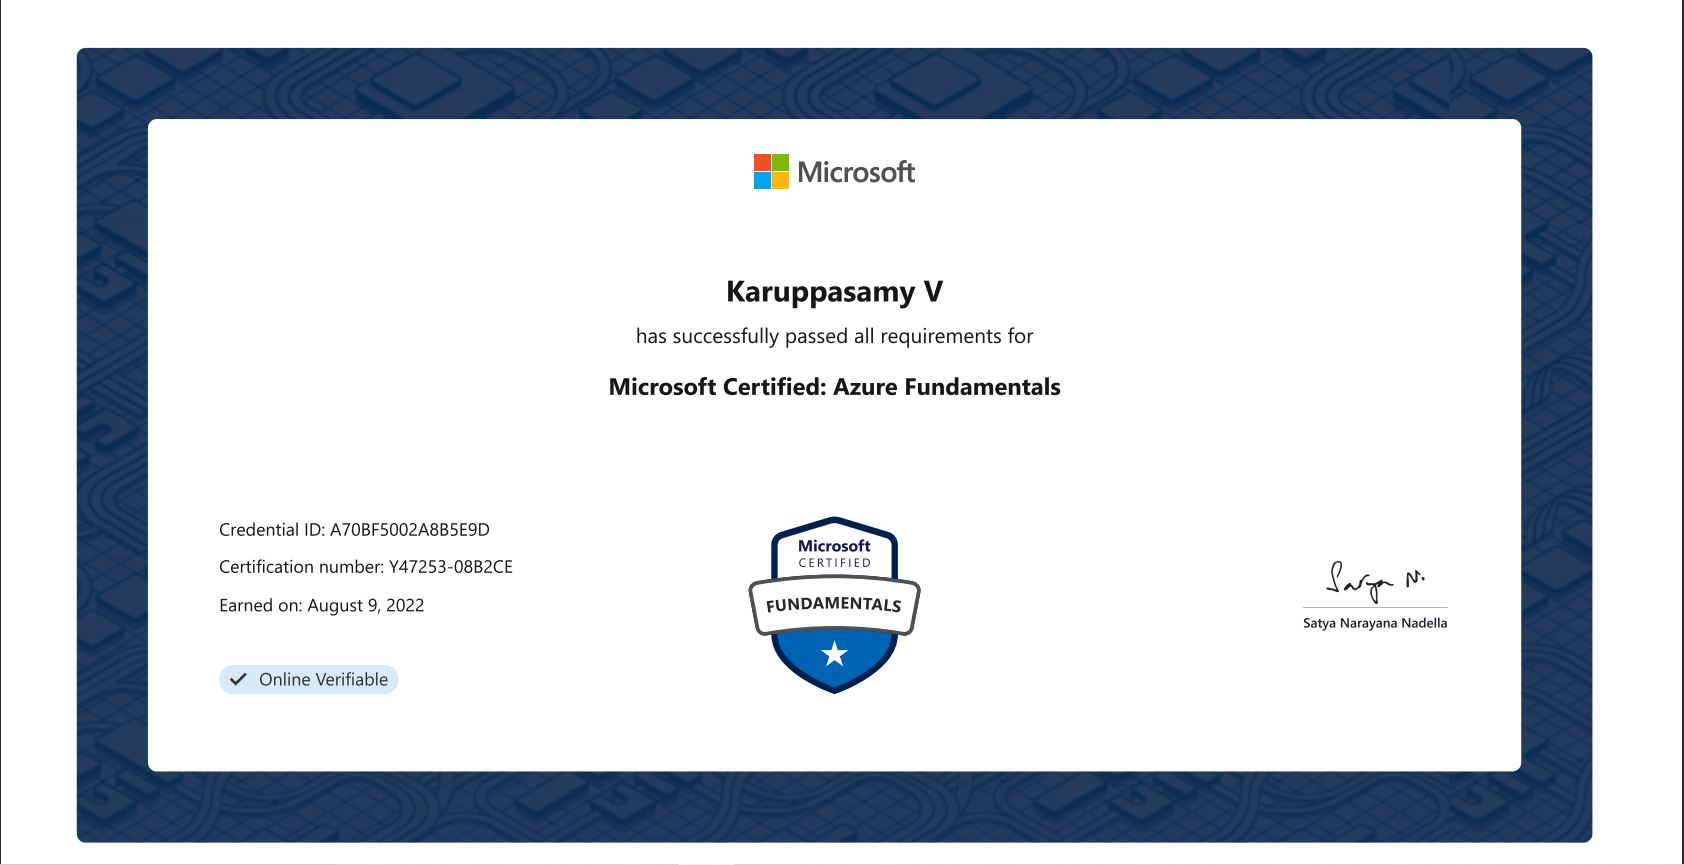 Microsoft
Karuppasamy V
has successfully passed all requirements for
Microsoft Certified: Azure Fundamentals
Credential ID: A70BF5002A8B5E9D
Certification number: Y47253-08B2CE
Earned on: August 9, 2022
Online Verifiable
Microsoft
CERTIFIED
FUNDAMENTALS
Satya N.
Satya Narayana Nadella